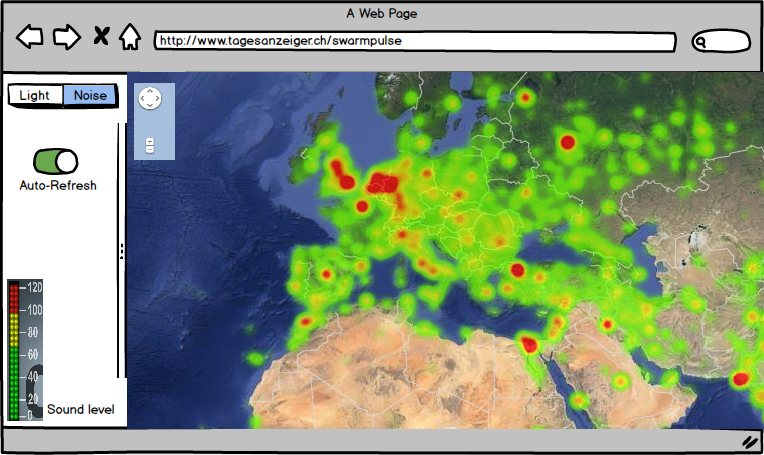 A Web Page
http://www.tagesanzeiger.ch/swarmpulse
Light Noise
Auto-Refresh
120
100
80
60
40
20
0
Sound level